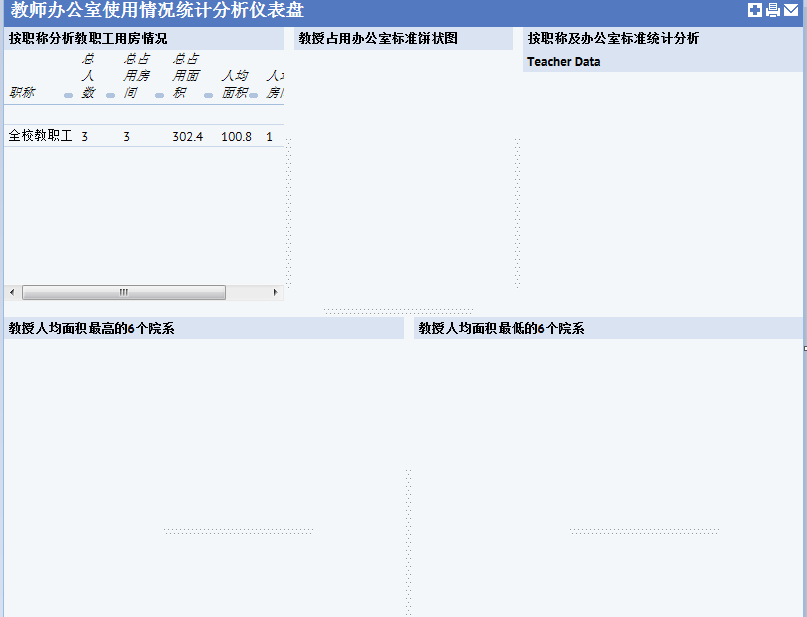 教师办公室使用情况统计分析仪表盘
按职称分析教职工用房情况
职称 总人数 总占用房间 总占用面积 人均面积
全校教职工 3 3 302.4 100.8 1
教授占用办公室标准饼状图
按职称及办公室标准统计分析
Teacher Data
教授人均面积最高的6个院系
教授人均面积最低的6个院系